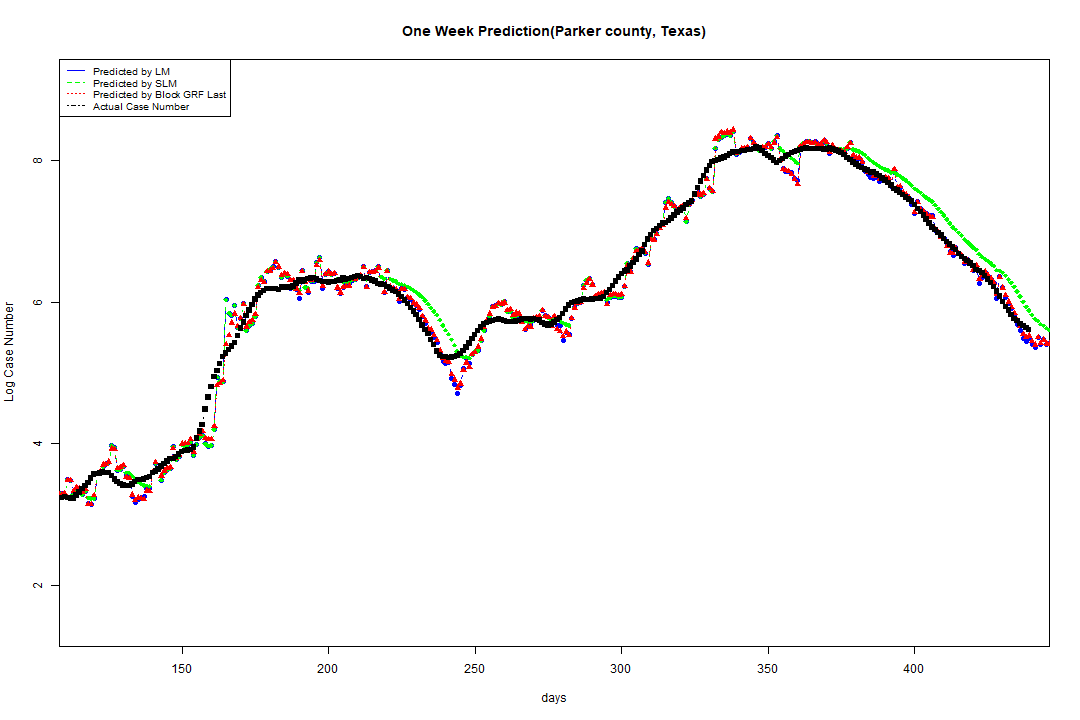 One Week Prediction(Parker county, Texas)
Predicted by LM
Predicted by SLM
Predicted by Block GRF Last
Actual Case Number
8
6
4
2
Log Case Number
150 200 250 300 350 400
days